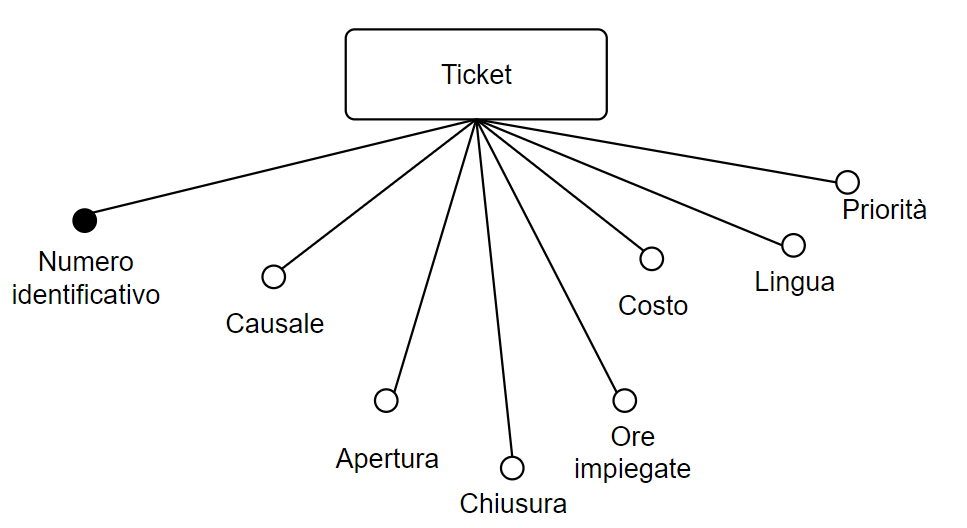 Ticket
Priorità
Numero
identificativo
Lingua
Costo
Causale
Ore
impiegate
Apertura
Chiusura